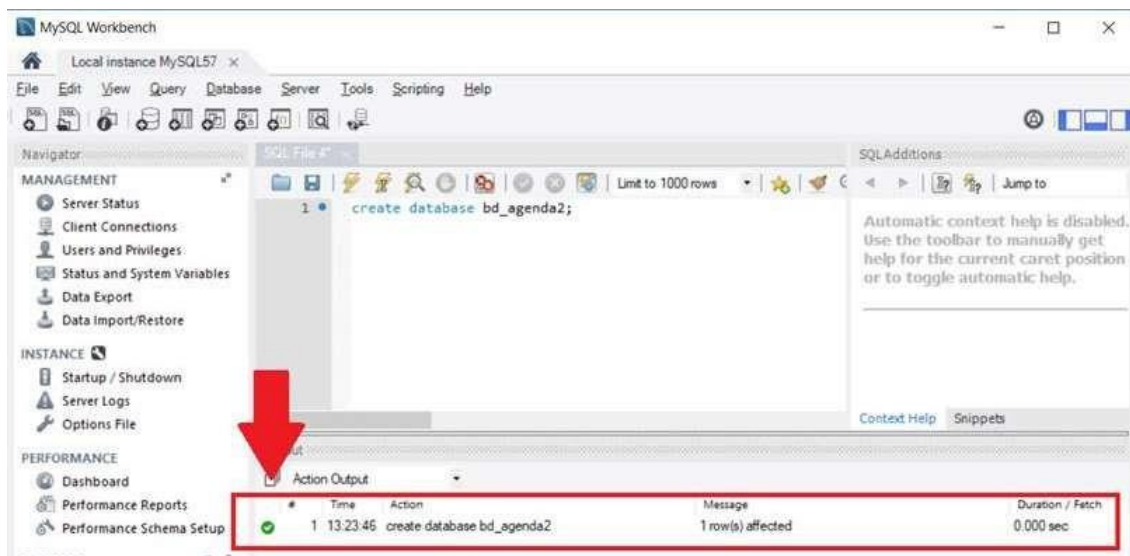 MySQL Workbench
Local instance MySQL57
File Edit View Query Database Server Tools Scripting Help
Navigator
MANAGEMENT
Server Status
Client Connections
Users and Privileges
Status and System Variables
Data Export
Data Import/Restore
INSTANCE
Startup / Shutdown
Server Logs
Options File
PERFORMANCE
Dashboard
Performance Reports
Performance Schema Setup
SQL File 4*
Limit to 1000 rows
1 create database bd_agenda2;
SQLAdditions
Jump to
Automatic context help is disabled.
Use the toolbar to manually get
help for the current caret position
or to toggle automatic help.
Context Help Snippets
Action Output
# Time Action Message Duration / Fetch
1 13:23:46 create database bd_agenda2 1 row(s) affected 0.000 sec